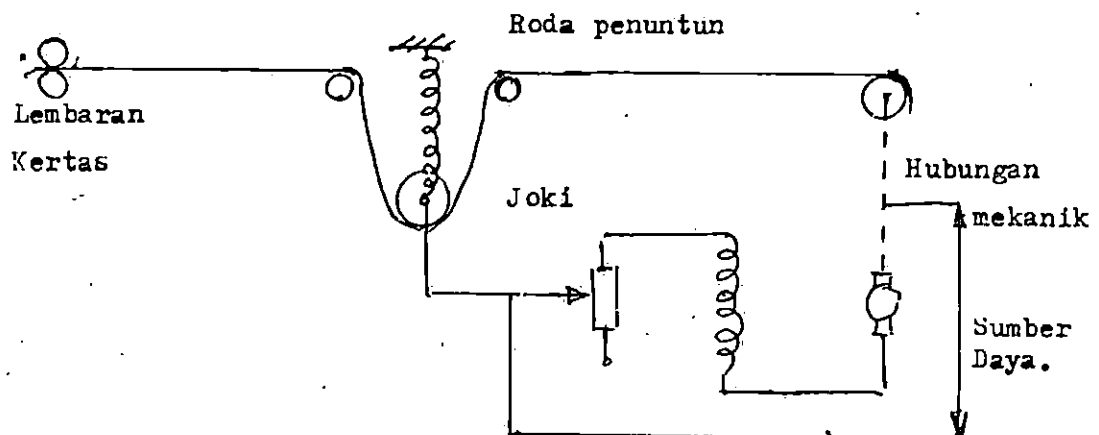 Roda penuntun
Lembaran
Kertas
Joki
Hubungan
mekanik
Sumber
Daya.